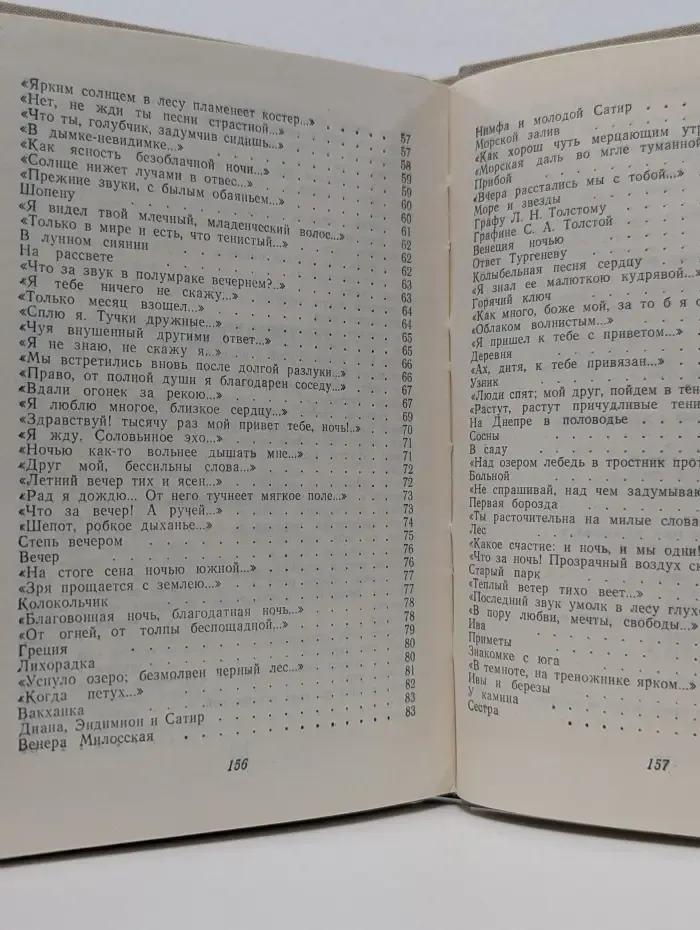 «Ярким солнцем в лесу пламенеет костер...» 57
«Нет, не жди ты песни страстной...» 57
«Что ты, голубчик, задумчив сидишь...» 58
«В дымке-невидимке...» 59
«Как ясность безоблачной ночи...» 59
«Солнце нижет лучами в отвес...» 60
«Прежние звуки, с былым обаяньем...» 60
Шопену 61
«Я видел твой млечный, младенческий волос...» 62
«Только в мире и есть, что тенистый...» 62
В лунном сиянии 62
На рассвете 63
«Что за звук в полумраке вечернем?..» 63
«Я тебе ничего не скажу...» 64
«Только месяц взошел...» 64
«Сплю я. Тучки дружные...» 65
«Чуя внушенный другими ответ...» 65
«Я не знаю, не скажу я...» 66
«Мы встретились вновь после долгой разлуки...» 66
«Право, от полной души я благодарен соседу...» 67
«Вдали огонек за рекою...» 67
«Я люблю многое, близкое сердцу...» 69
«Здравствуй! тысячу раз мой привет тебе, ночь!..» 70
«Я жду. Соловьиное эхо...» 71
«Ночью как-то вольнее дышать мне...» 71
«Друг мой, бессильны слова...» 72
«Летний вечер тих и ясен...» 72
«Рад я дождю... От него тучнеет мягкое поле...» 73
«Что за вечер! А ручей...» 73
«Шепот, робкое дыханье...» 74
Степь вечером 75
Вечер 76
«На стоге сена ночью южной...» 76
«Зря прощается с землею...» 77
Колокольчик 77
«Благовонная ночь, благодатная ночь...» 78
«От огней, от толпы беспощадной...» 78
Греция 79
Лихорадка 80
«Уснуло озеро; безмолвен черный лес...» 80
«Когда петух...» 81
Вакханка 82
Диана, Эндимион и Сатир 83
Венера Милосская 83
156
Нимфа и молодой Сатир
Морской залив
«Как хорош чуть мерцающим утр
«Морская даль во мгле туманной
Прибой
«Вчера расстались мы с тобой...»
Море и звезды
Графу Л. Н. Толстому
Графине С. А. Толстой
Венеция ночью
Ответ Тургеневу
Колыбельная песня сердцу
«Я знал ее малюткою кудрявой...»
Горячий ключ
«Как много, боже мой, за то б я о
«Облаком волнистым...»
«Я пришел к тебе с приветом...»
Деревня
«Ах, дитя, к тебе привязан...»
Узник
«Люди спят; мой друг, пойдем в тен
«Растут, растут причудливые тени
На Днепре в половодье
Сосны
В саду
«Над озером лебедь в тростник прот
Больной
«Не спрашивай, над чем задумываю
Первая борозда
«Ты расточительна на милые слова
Лес
«Какое счастие: и ночь, и мы одни!
«Что за ночь! Прозрачный воздух ск
Старый парк
«Теплый ветер тихо веет...»
«Последний звук умолк в лесу глухо
«В пору любви, мечты, свободы...»
Ива
Приметы
Знакомке с юга
«В темноте, на треножнике ярком...»
Ивы и березы
У камина
Сестра
157